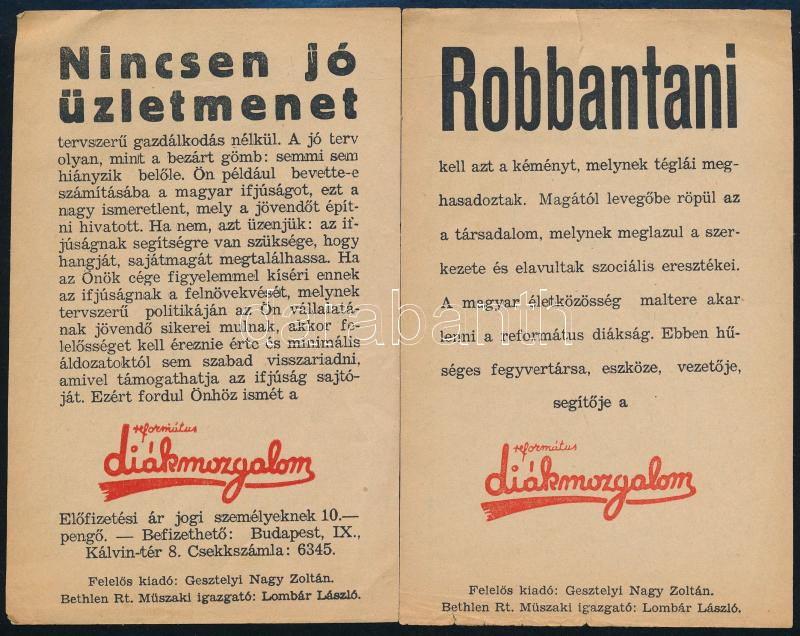 Nincsen jó
üzletmenet
tervszerű gazdálkodás nélkül. A jó terv
olyan, mint a bezárt gömb: semmi sem
hiányzik belőle. Ön például bevette-e
számításába a magyar ifjúságot, ezt a
nagy ismeretlent, mely a jövendőt épít-
ni hivatott. Ha nem, azt üzenjük: az if-
júságnak segítségre van szüksége, hogy
hangját, sajátmagát megtalálhassa. Ha
az Önök cége figyelemmel kíséri ennek
az ifjúságnak a felnövekvését, melynek
tervszerű politikáján az Ön vállalatá-
nak jövendő sikerei mulnak, akkor fe-
lelősséget kell éreznie érte és minimális
áldozatoktól sem szabad visszariadni,
amivel támogathatja az ifjúság sajtó-
ját. Ezért fordul Önhöz ismét a
református
diákmozgalom
Előfizetési ár jogi személyeknek 10.—
pengő. — Befizethető: Budapest, IX.,
Kálvin-tér 8. Csekkszámla: 6345.
Felelős kiadó: Gesztelyi Nagy Zoltán.
Bethlen Rt. Műszaki igazgató: Lombár László.
Robbantani
kell azt a kéményt, melynek téglái meg-
hasadoztak. Magától levegőbe röpül az
a társadalom, melynek meglazul a szer-
kezete és elavultak szociális eresztékei.
A magyar életközösség maltere akar
lenni a református diákság. Ebben hű-
séges fegyvertársa, eszköze, vezetője,
segítője a
református
diákmozgalom
Felelős kiadó: Gesztelyi Nagy Zoltán.
Bethlen Rt. Műszaki igazgató: Lombár László.
darabanth